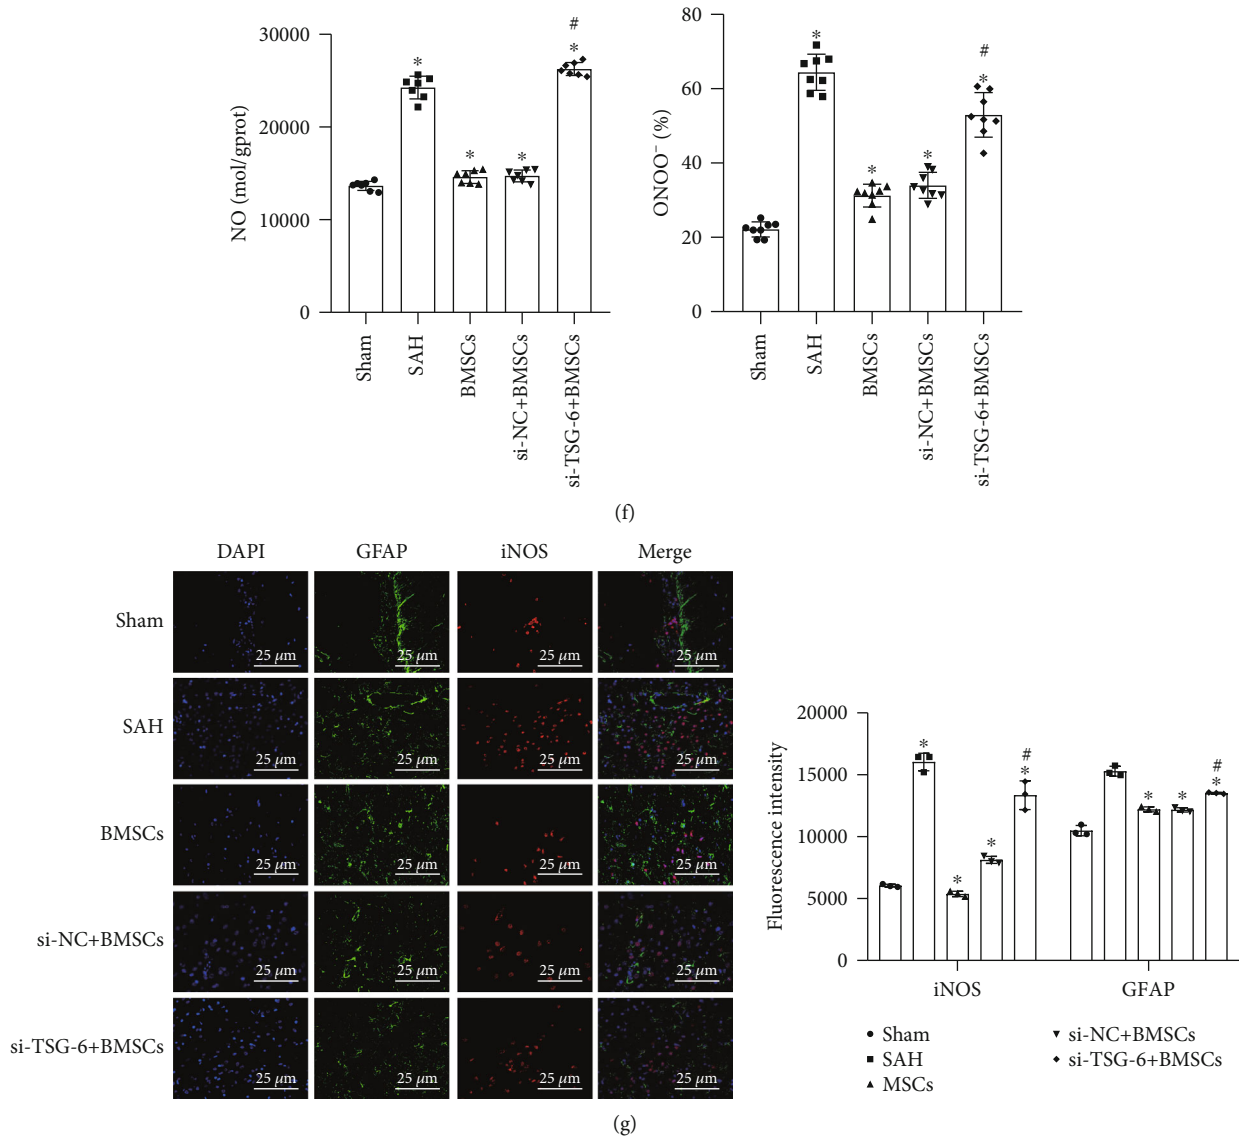 NO (mol/gprot)
30000
20000
10000
0
#
*
*
*
*
Sham
SAH
BMSCs
si-NC+BMSCs
si-TSG-6+BMSCs
ONOO⁻ (%)
80
60
40
20
0
*
#
*
*
*
Sham
SAH
BMSCs
si-NC+BMSCs
si-TSG-6+BMSCs
(f)
DAPI GFAP iNOS Merge
Sham
25 μm 25 μm 25 μm 25 μm
SAH
25 μm 25 μm 25 μm 25 μm
BMSCs
25 μm 25 μm 25 μm 25 μm
si-NC+BMSCs
25 μm 25 μm 25 μm 25 μm
si-TSG-6+BMSCs
25 μm 25 μm 25 μm 25 μm
Fluorescence intensity
20000
15000
10000
5000
0
*
*
*
#
*
*
*
#
*
iNOS GFAP
Sham
SAH
MSCs
si-NC+BMSCs
si-TSG-6+BMSCs
(g)